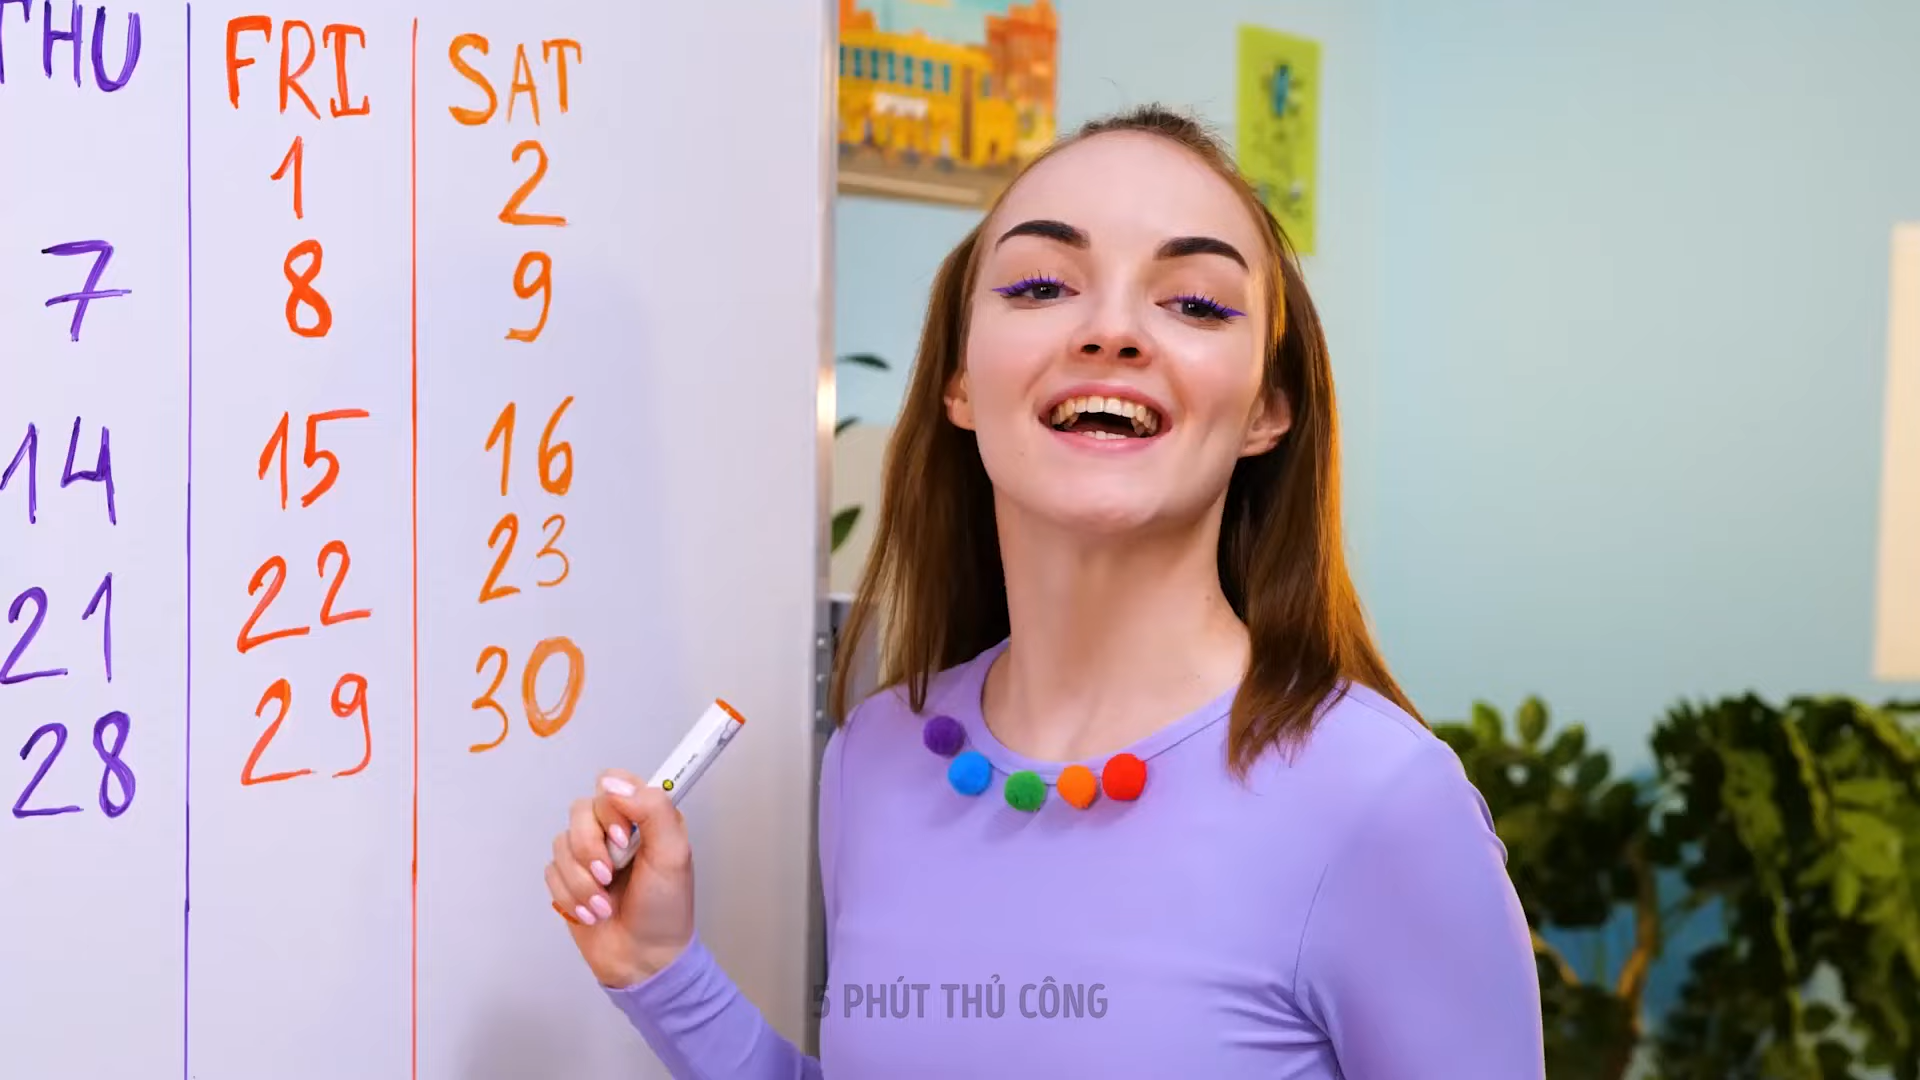 THU FRI SAT
1 2
7 8 9
14 15 16
21 22 23
28 29 30
5 PHÚT THỦ CÔNG